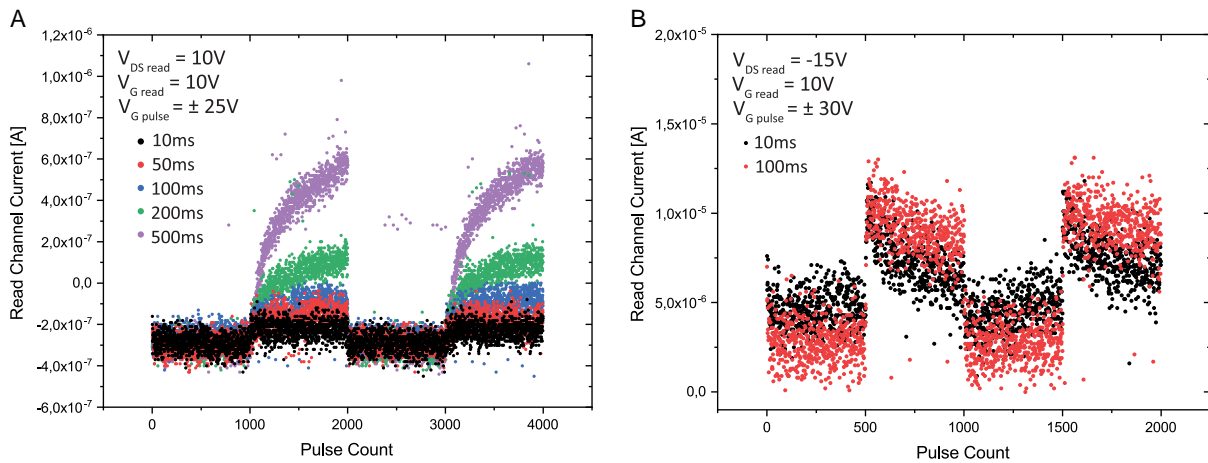 A
1,2x10⁻⁶
1,0x10⁻⁶
8,0x10⁻⁷
6,0x10⁻⁷
4,0x10⁻⁷
2,0x10⁻⁷
0,0
-2,0x10⁻⁷
-4,0x10⁻⁷
-6,0x10⁻⁷
Read Channel Current [A]
V_DS read = 10V
V_G read = 10V
V_G pulse = ± 25V
10ms
50ms
100ms
200ms
500ms
0 1000 2000 3000 4000
Pulse Count
B
2,0x10⁻⁵
1,5x10⁻⁵
1,0x10⁻⁵
5,0x10⁻⁶
0,0
Read Channel Current [A]
V_DS read = -15V
V_G read = 10V
V_G pulse = ± 30V
10ms
100ms
0 500 1000 1500 2000
Pulse Count